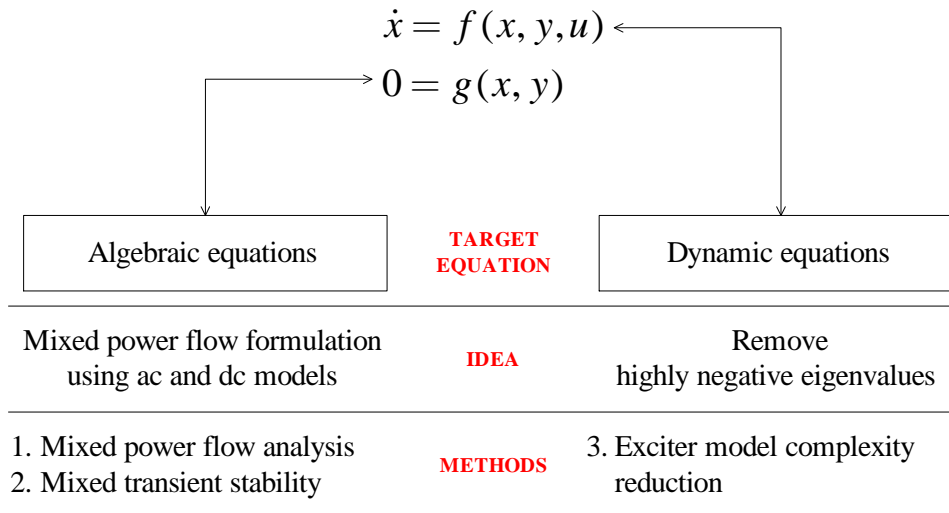 ẋ = f(x, y, u)
0 = g(x, y)
Algebraic equations
TARGET
EQUATION
Dynamic equations
Mixed power flow formulation
using ac and dc models
IDEA
Remove
highly negative eigenvalues
1. Mixed power flow analysis
2. Mixed transient stability
METHODS
3. Exciter model complexity
reduction